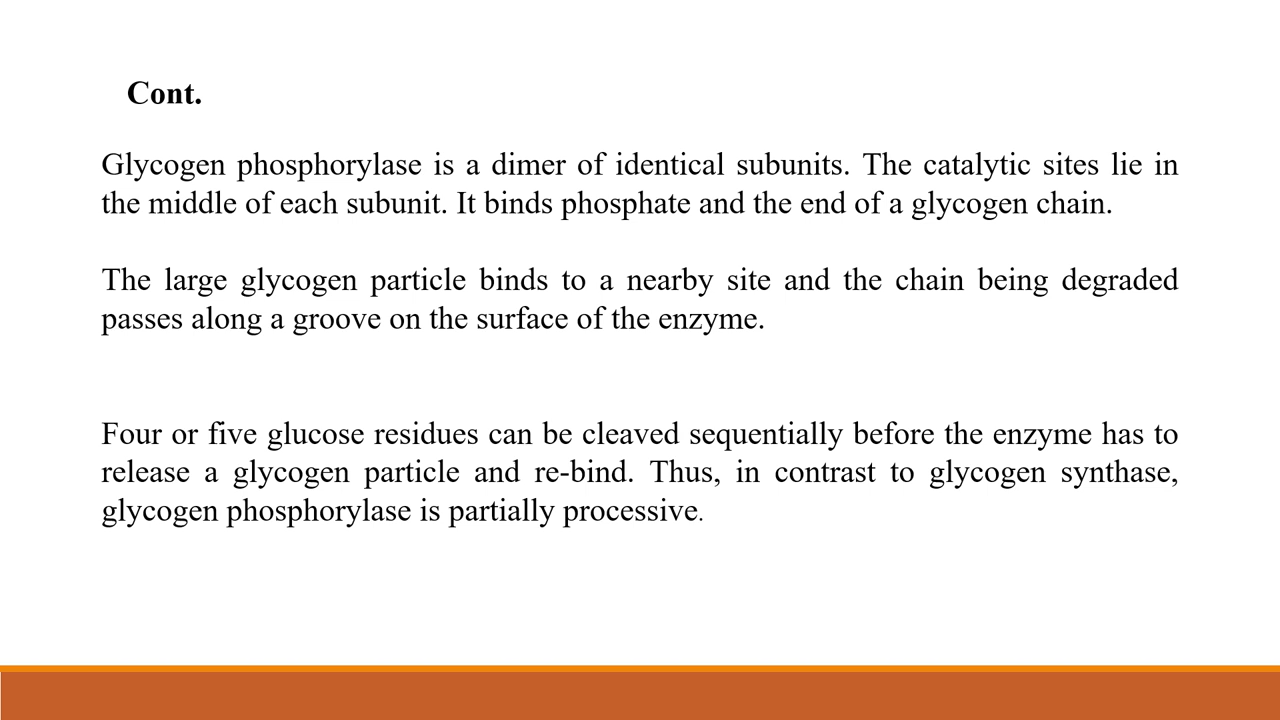 Cont.
Glycogen phosphorylase is a dimer of identical subunits. The catalytic sites lie in
the middle of each subunit. It binds phosphate and the end of a glycogen chain.
The large glycogen particle binds to a nearby site and the chain being degraded
passes along a groove on the surface of the enzyme.
Four or five glucose residues can be cleaved sequentially before the enzyme has to
release a glycogen particle and re-bind. Thus, in contrast to glycogen synthase,
glycogen phosphorylase is partially processive.